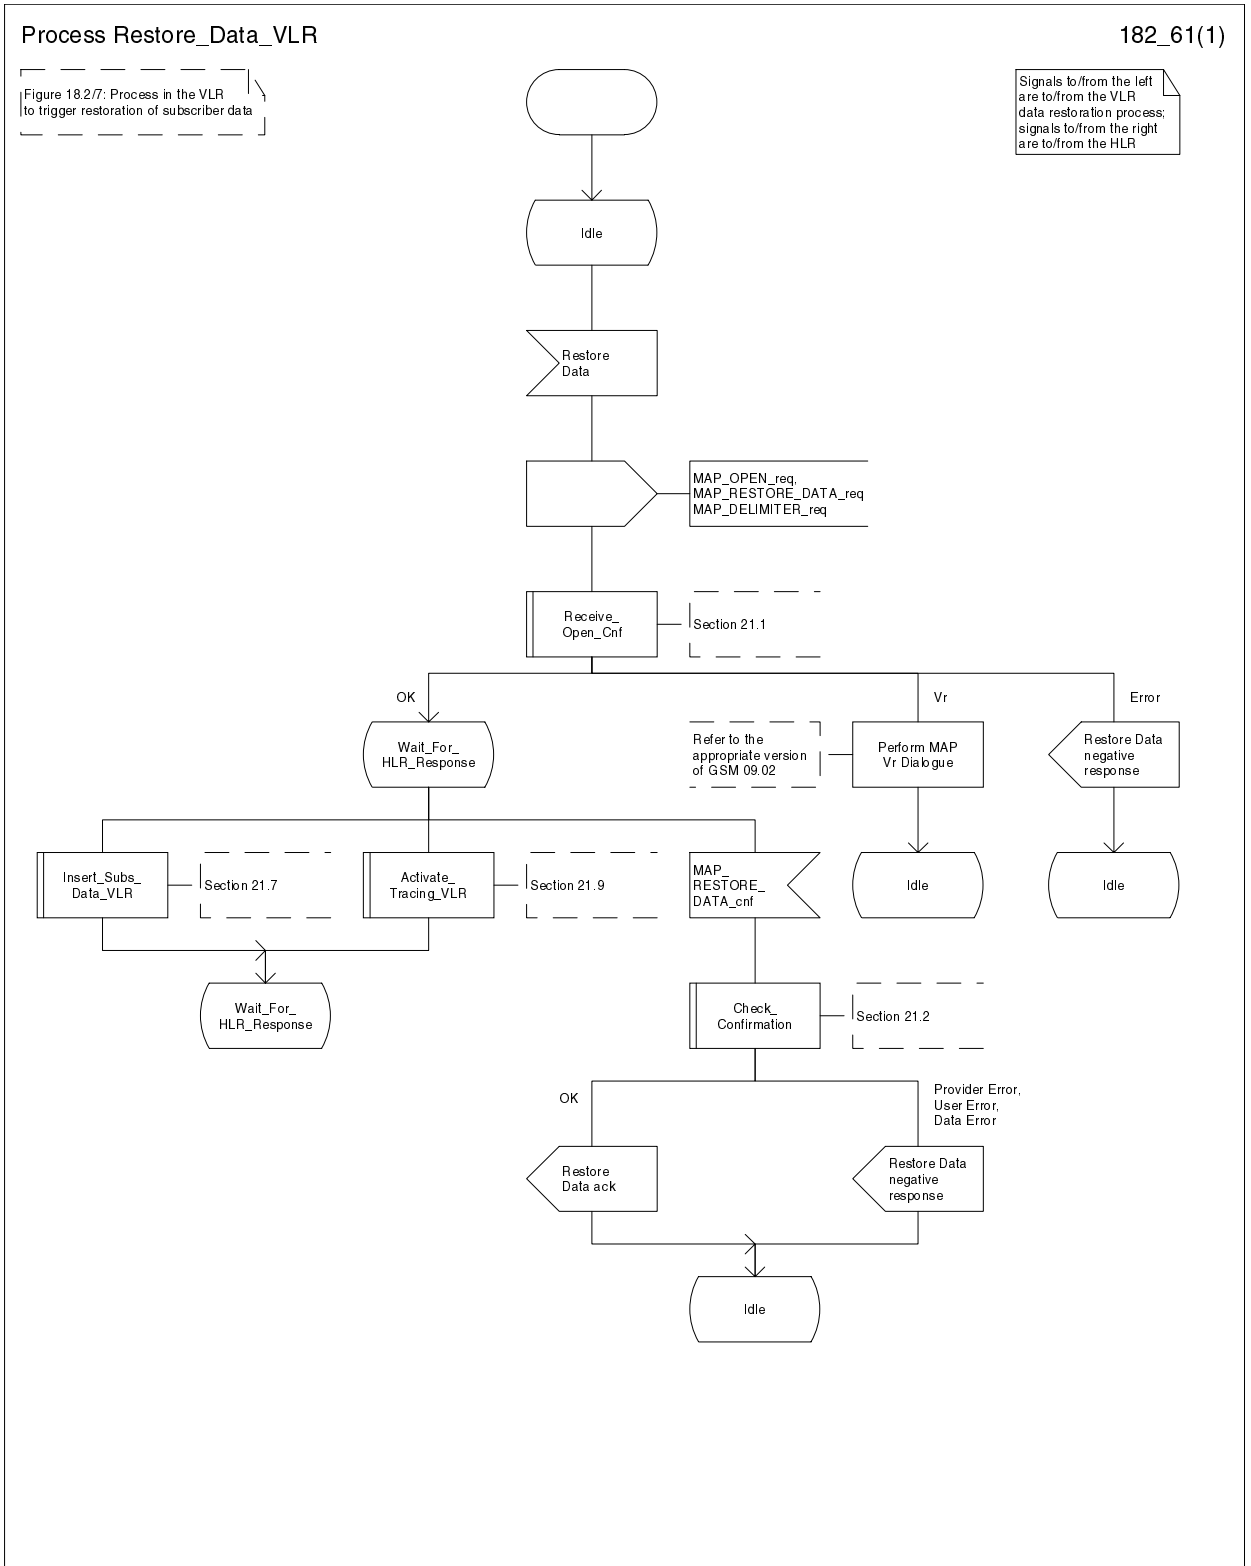 Process Restore_Data_VLR
182_61(1)
Figure 18.2/7: Process in the VLR
to trigger restoration of subscriber data
Signals to/from the left
are to/from the VLR
data restoration process;
signals to/from the right
are to/from the HLR
Idle
Restore
Data
MAP_OPEN_req,
MAP_RESTORE_DATA_req
MAP_DELIMITER_req
Receive_
Open_Cnf
Section 21.1
OK
Vr
Error
Wait_For_
HLR_Response
Refer to the
appropriate version
of GSM 09.02
Perform MAP
Vr Dialogue
Restore Data
negative
response
Insert_Subs_
Data_VLR
Section 21.7
Activate_
Tracing_VLR
Section 21.9
MAP_
RESTORE_
DATA_cnf
Idle
Idle
Wait_For_
HLR_Response
Check_
Confirmation
Section 21.2
OK
Provider Error,
User Error,
Data Error
Restore
Data ack
Restore Data
negative
response
Idle